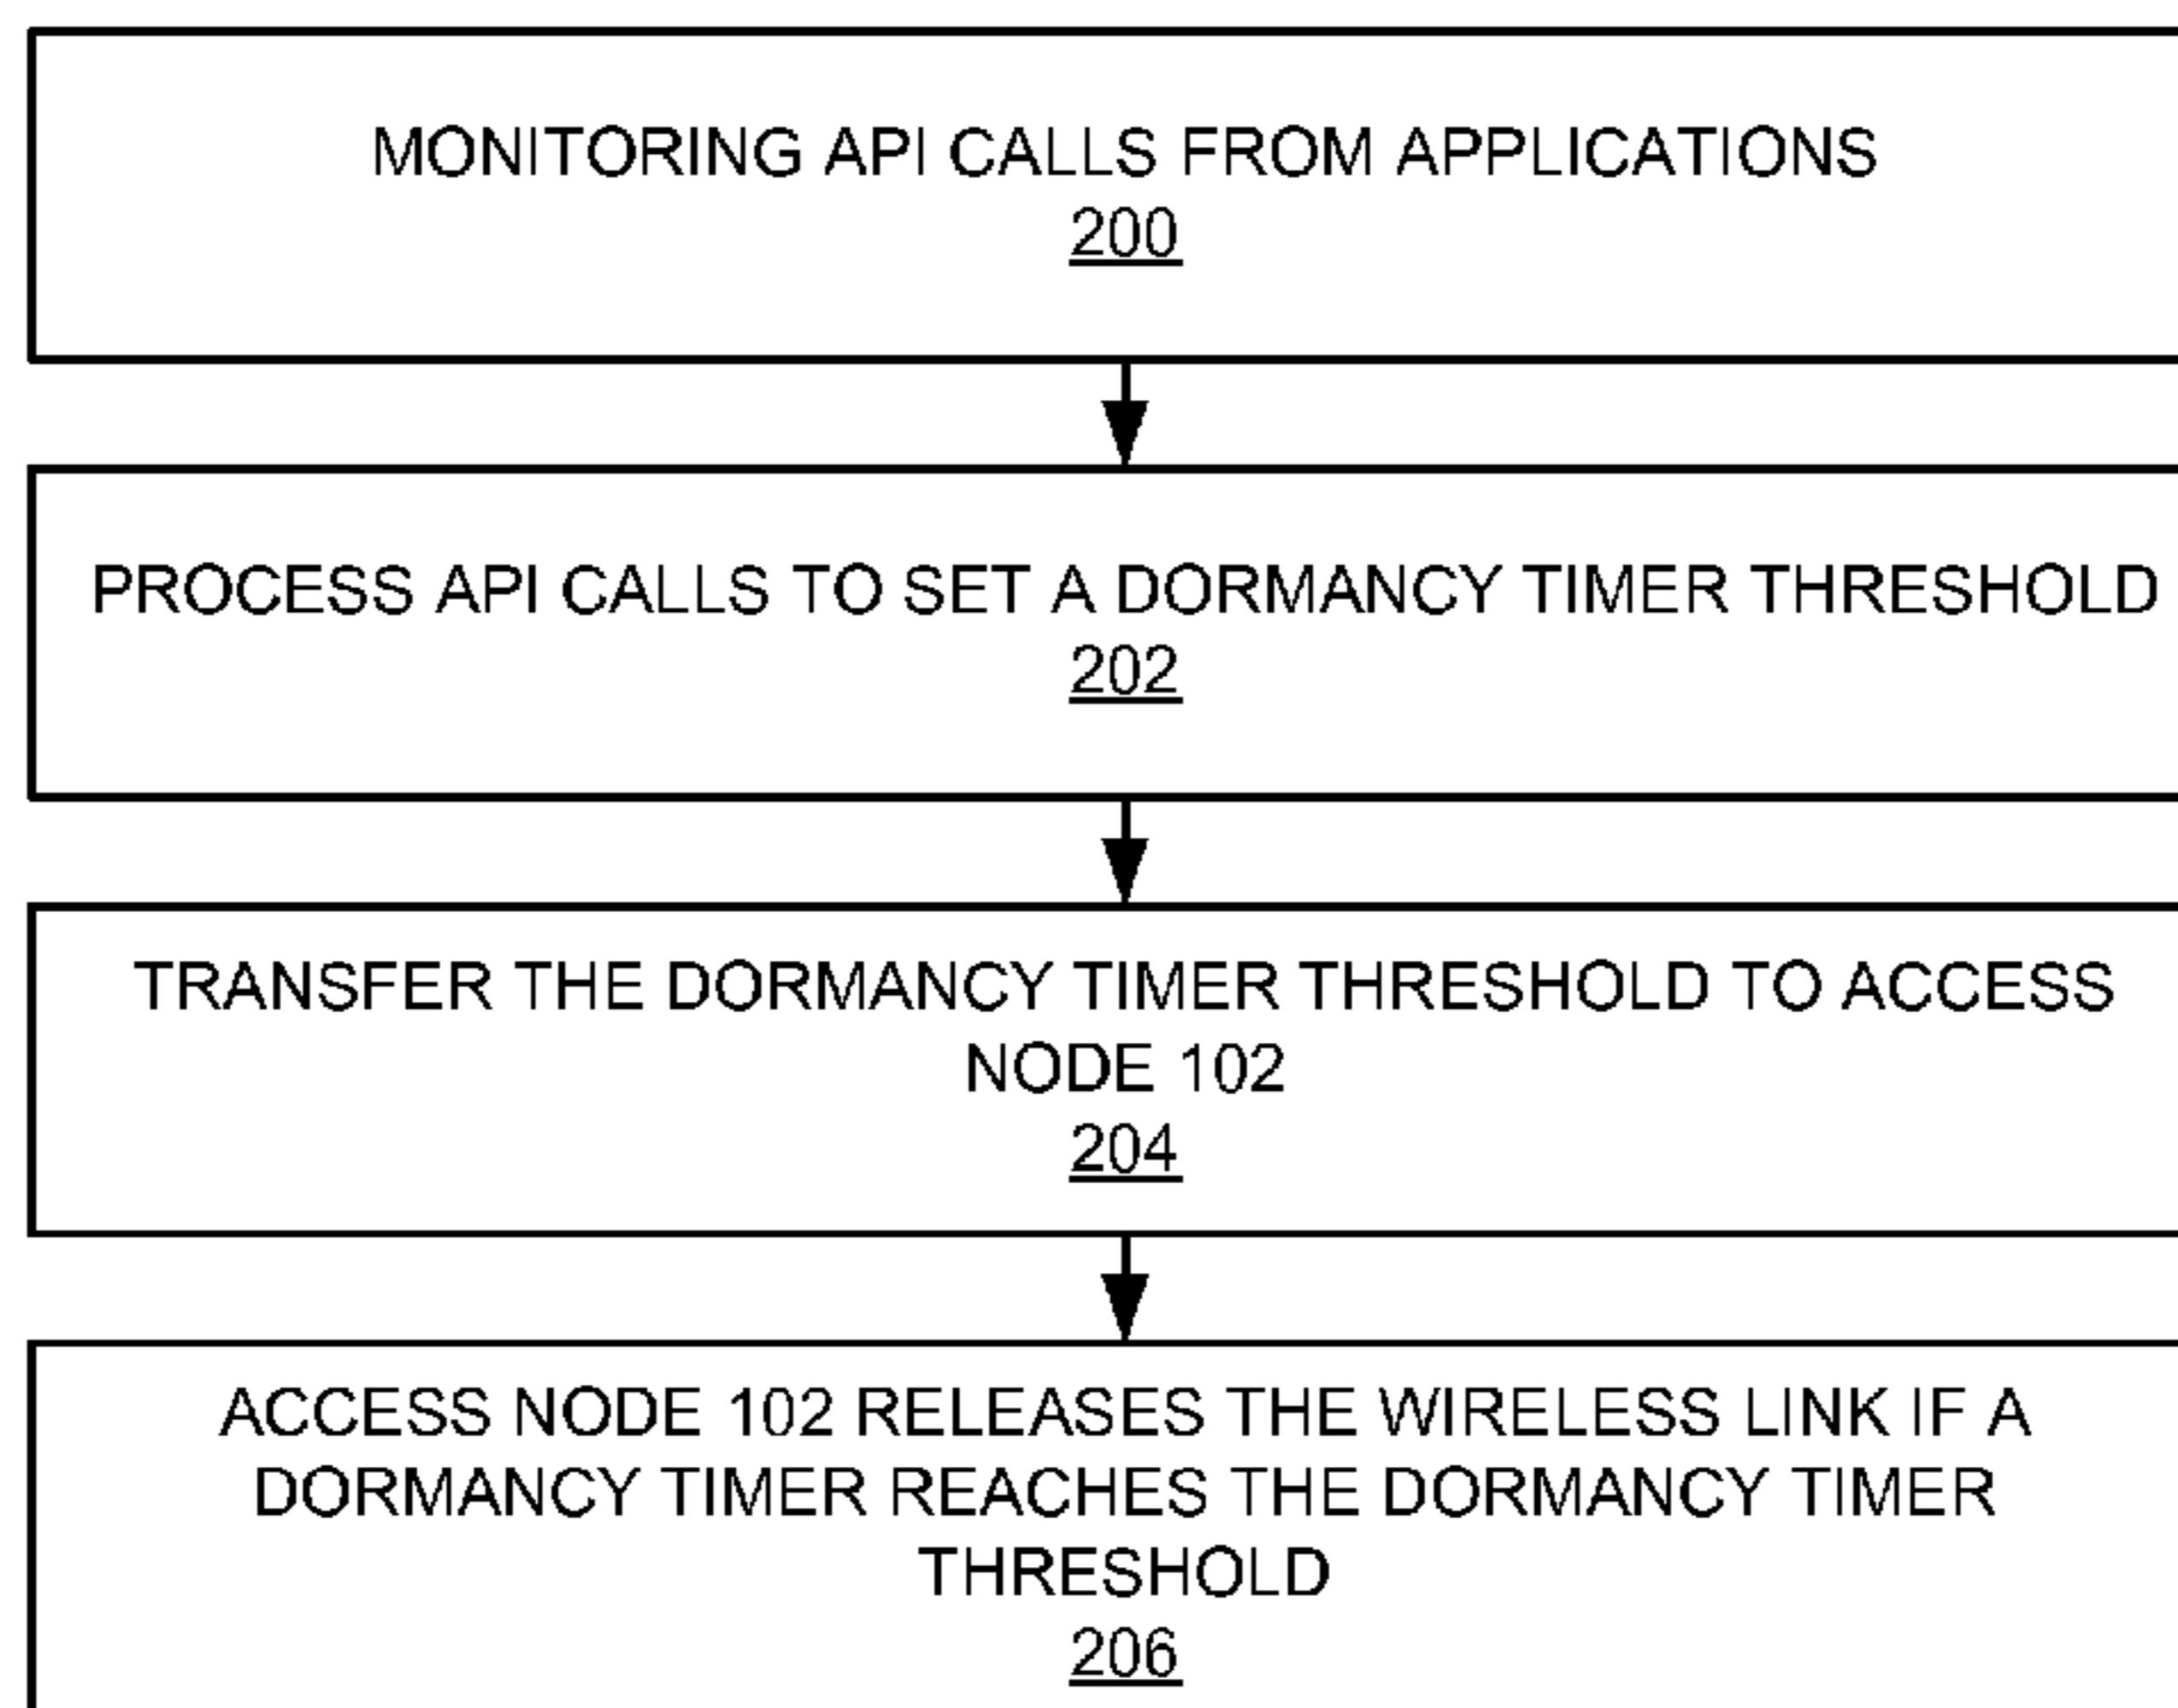 MONITORING API CALLS FROM APPLICATIONS
200
PROCESS API CALLS TO SET A DORMANCY TIMER THRESHOLD
202
TRANSFER THE DORMANCY TIMER THRESHOLD TO ACCESS
NODE 102
204
ACCESS NODE 102 RELEASES THE WIRELESS LINK IF A
DORMANCY TIMER REACHES THE DORMANCY TIMER
THRESHOLD
206